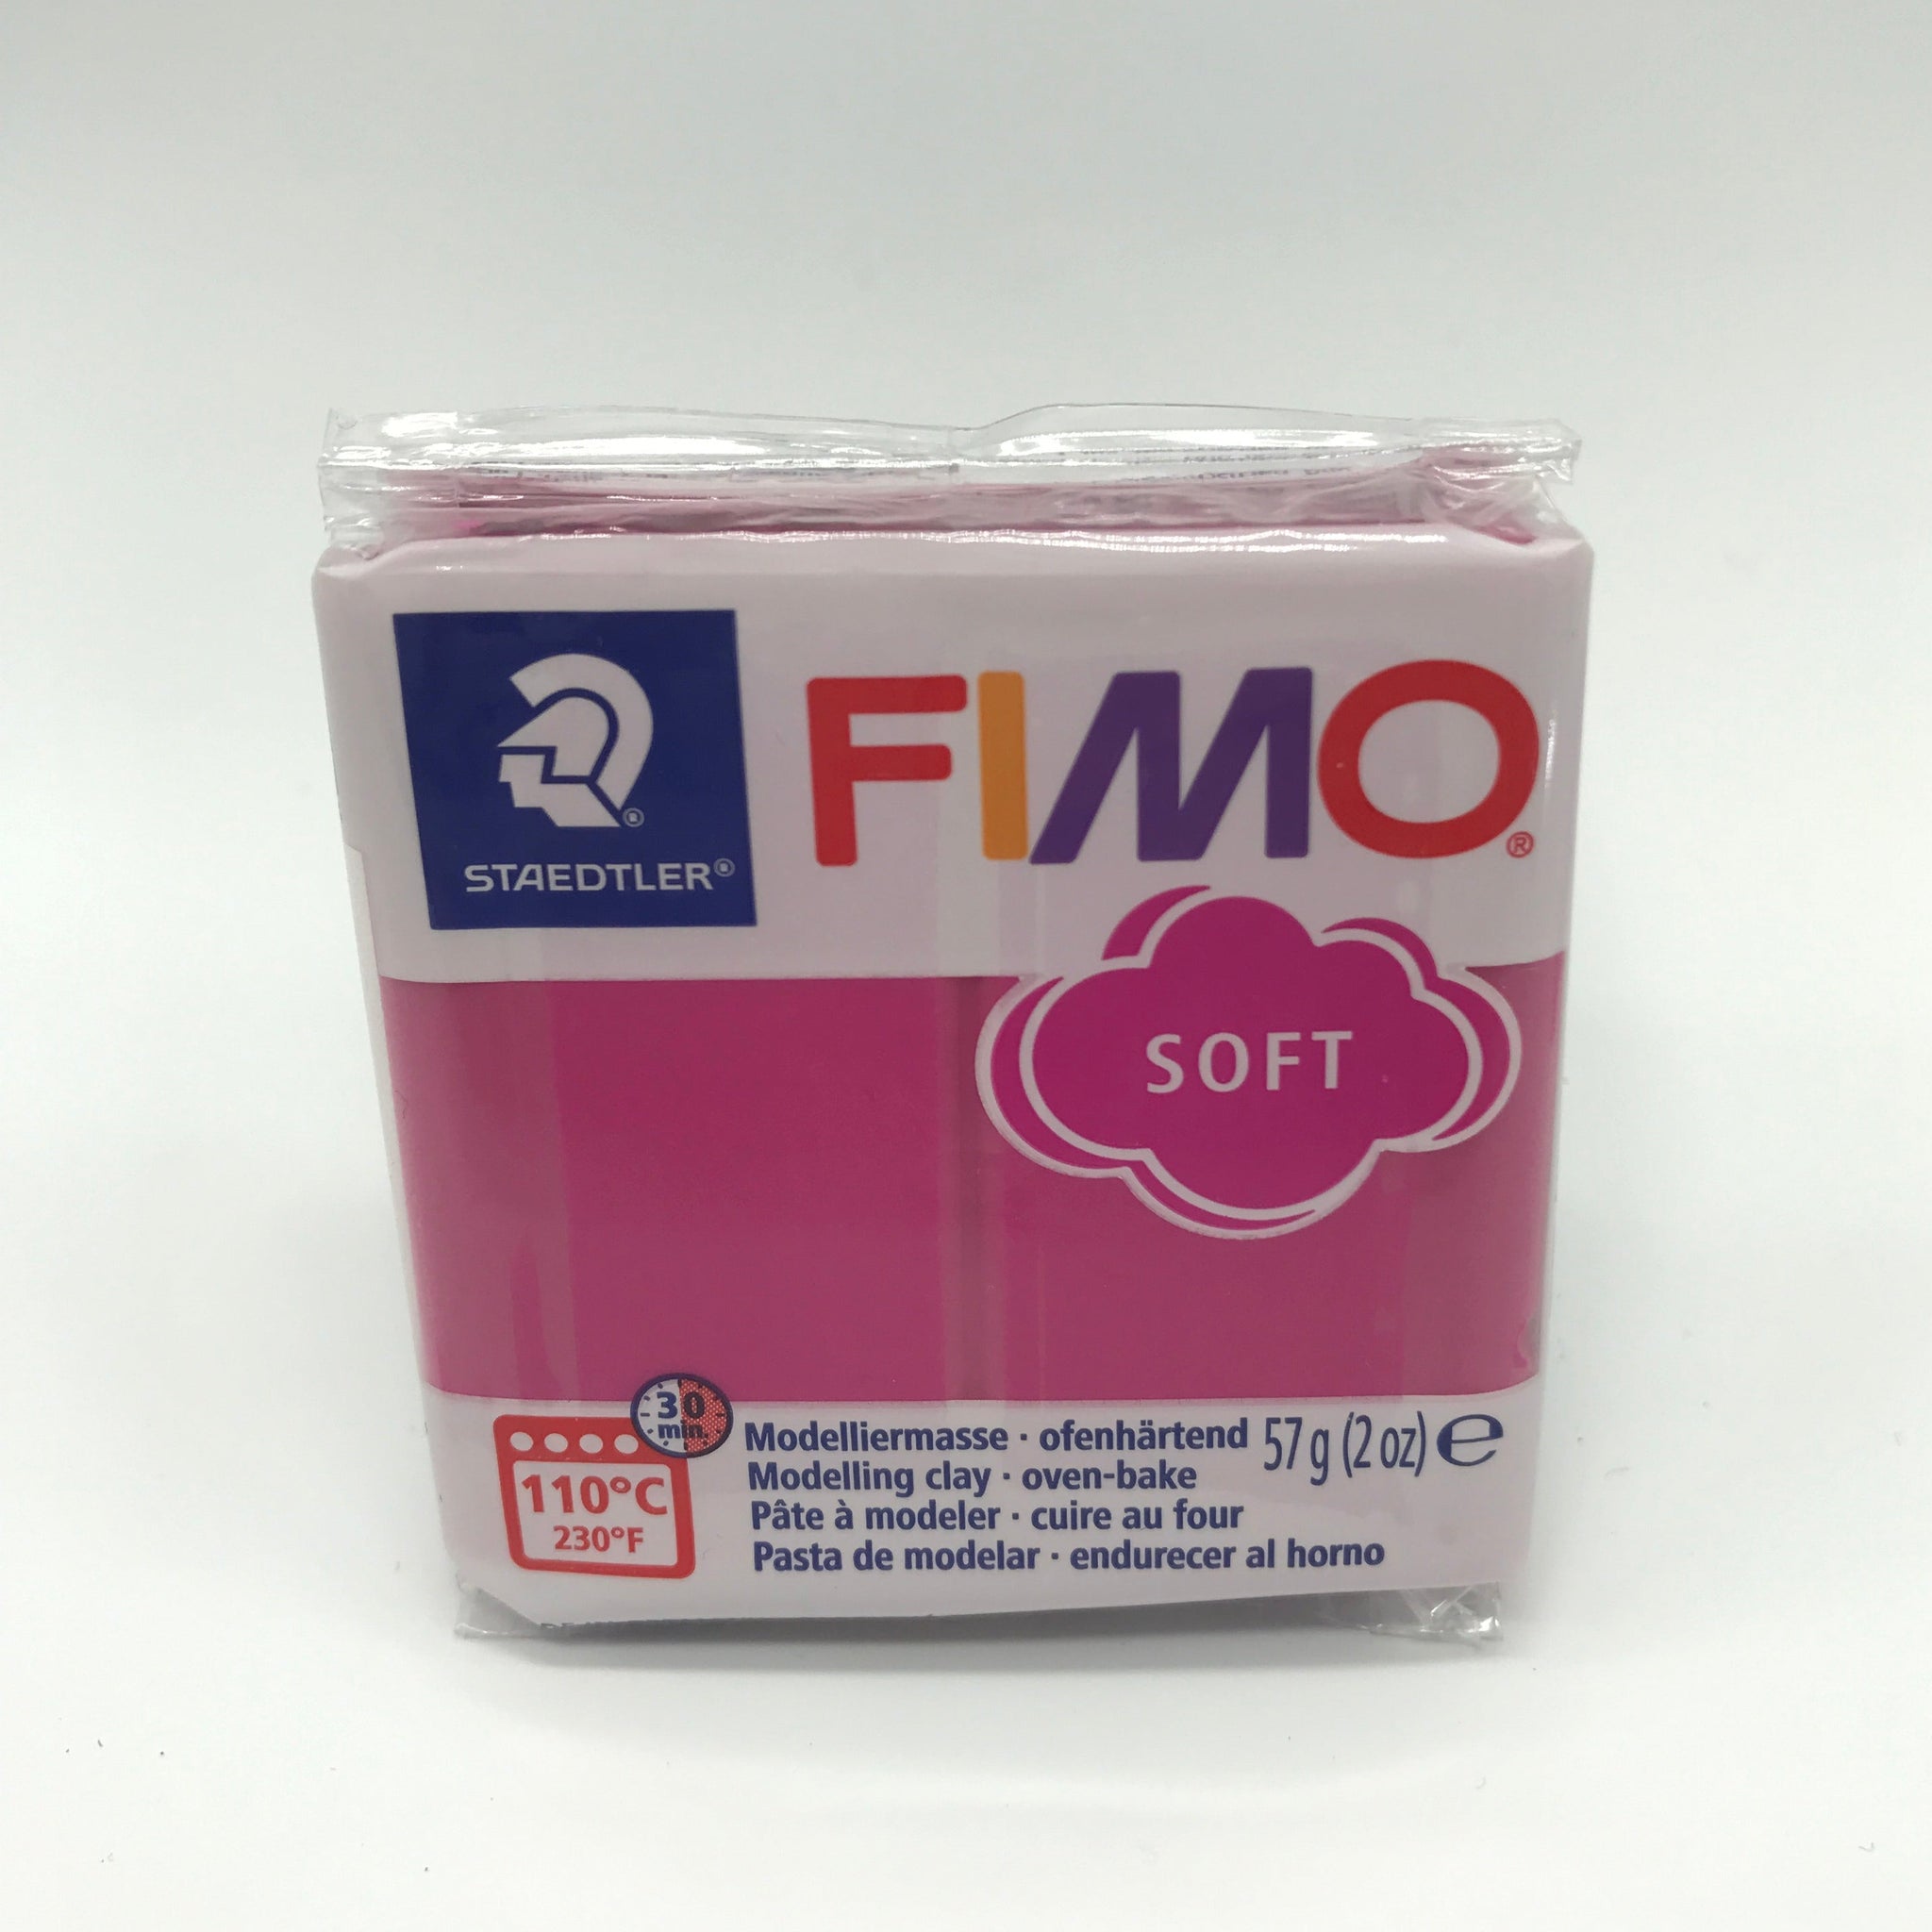 STAEDTLER®
FIMO®
SOFT
30
min.
110°C
230°F
Modelliermasse · ofenhärtend
Modelling clay · oven-bake
Pâte à modeler · cuire au four
Pasta de modelar · endurecer al horno
57 g (2 oz) ℮